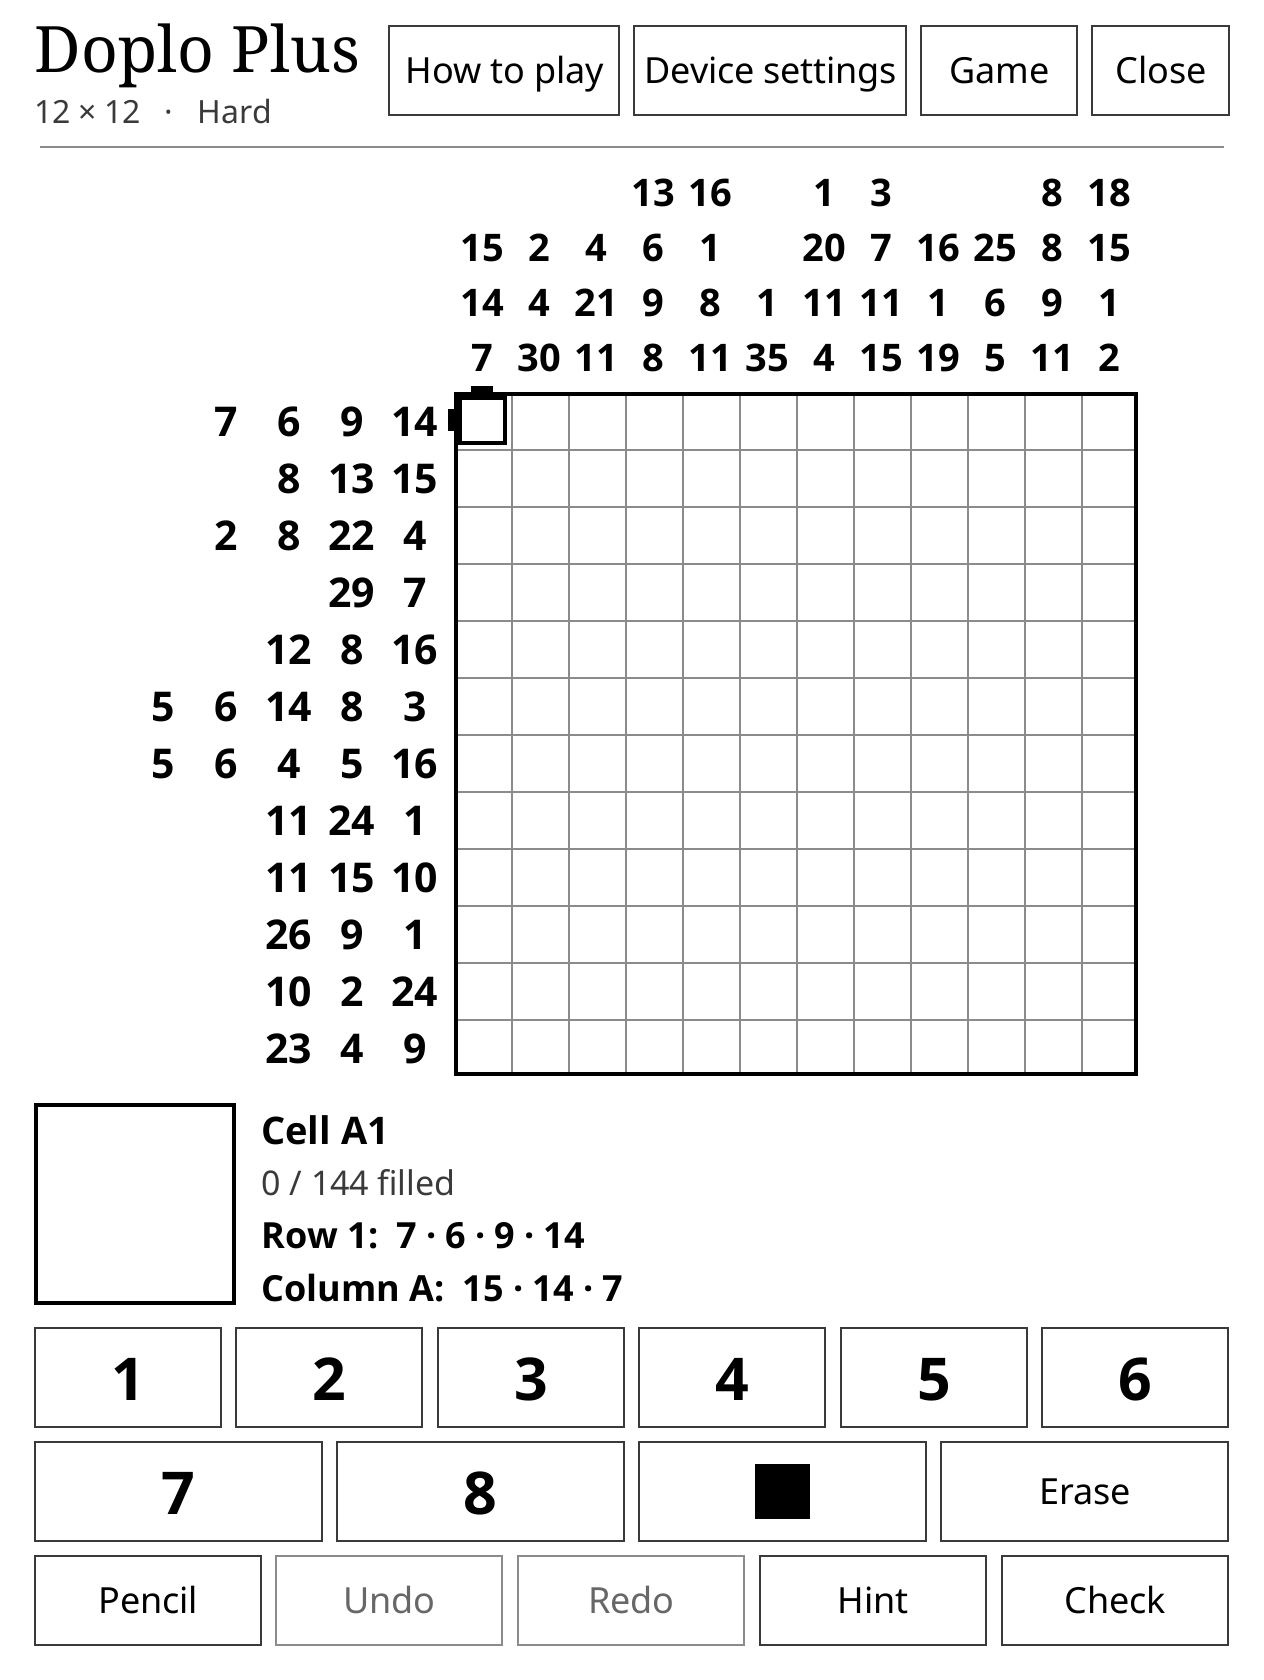 Doplo Plus
12 × 12 · Hard
How to play
Device settings
Game
Close
13 16 1 3 8 18
15 2 4 6 1 20 7 16 25 8 15
14 4 21 9 8 1 11 11 1 6 9 1
7 30 11 8 11 35 4 15 19 5 11 2
7 6 9 14
8 13 15
2 8 22 4
29 7
12 8 16
5 6 14 8 3
5 6 4 5 16
11 24 1
11 15 10
26 9 1
10 2 24
23 4 9
Cell A1
0 / 144 filled
Row 1: 7 · 6 · 9 · 14
Column A: 15 · 14 · 7
1 2 3 4 5 6
7 8 Erase
Pencil Undo Redo Hint Check